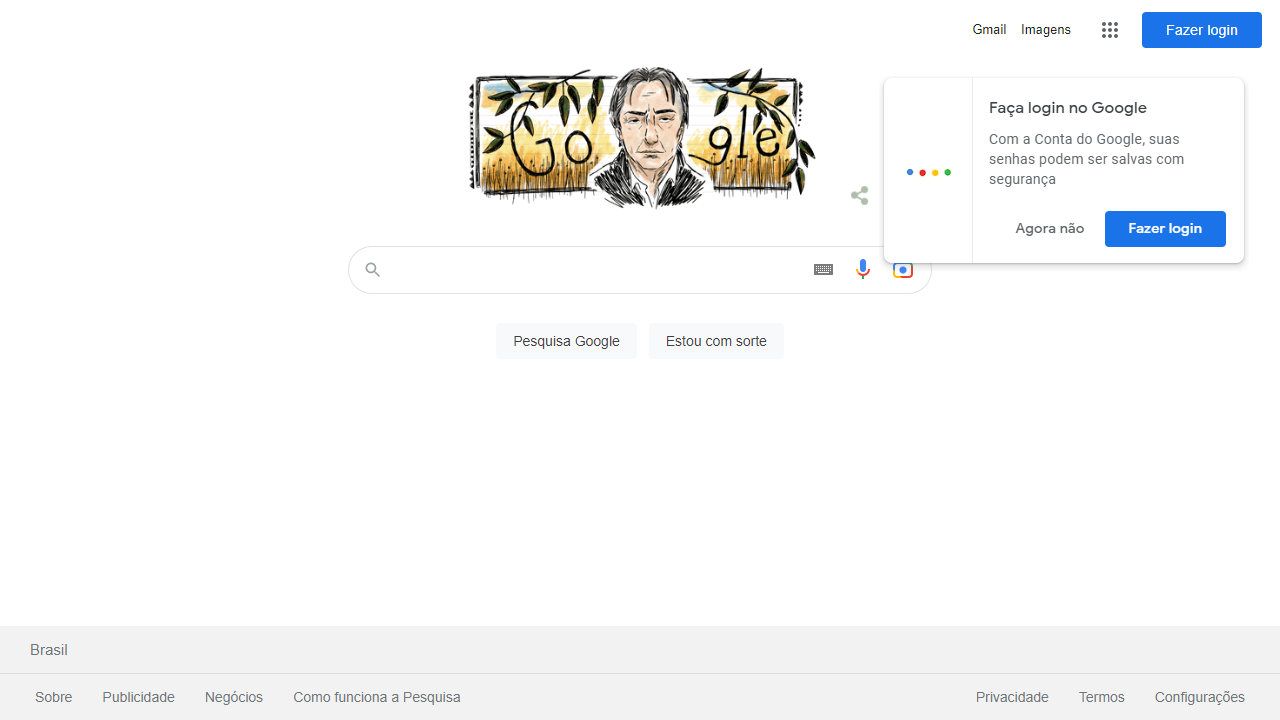 Gmail Imagens Fazer login
Google
Faça login no Google
Com a Conta do Google, suas
senhas podem ser salvas com
segurança
Agora não Fazer login
Pesquisa Google Estou com sorte
Brasil
Sobre Publicidade Negócios Como funciona a Pesquisa Privacidade Termos Configurações